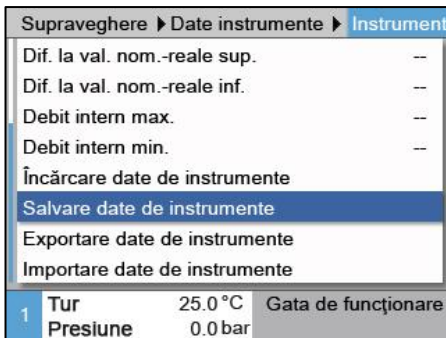 Supraveghere ▶ Date instrumente ▶ Instrument
Dif. la val. nom.-reale sup. --
Dif. la val. nom.-reale inf. --
Debit intern max. --
Debit intern min. --
Încărcare date de instrumente
Salvare date de instrumente
Exportare date de instrumente
Importare date de instrumente
1 Tur 25.0 °C Gata de funcţionare
Presiune 0.0 bar